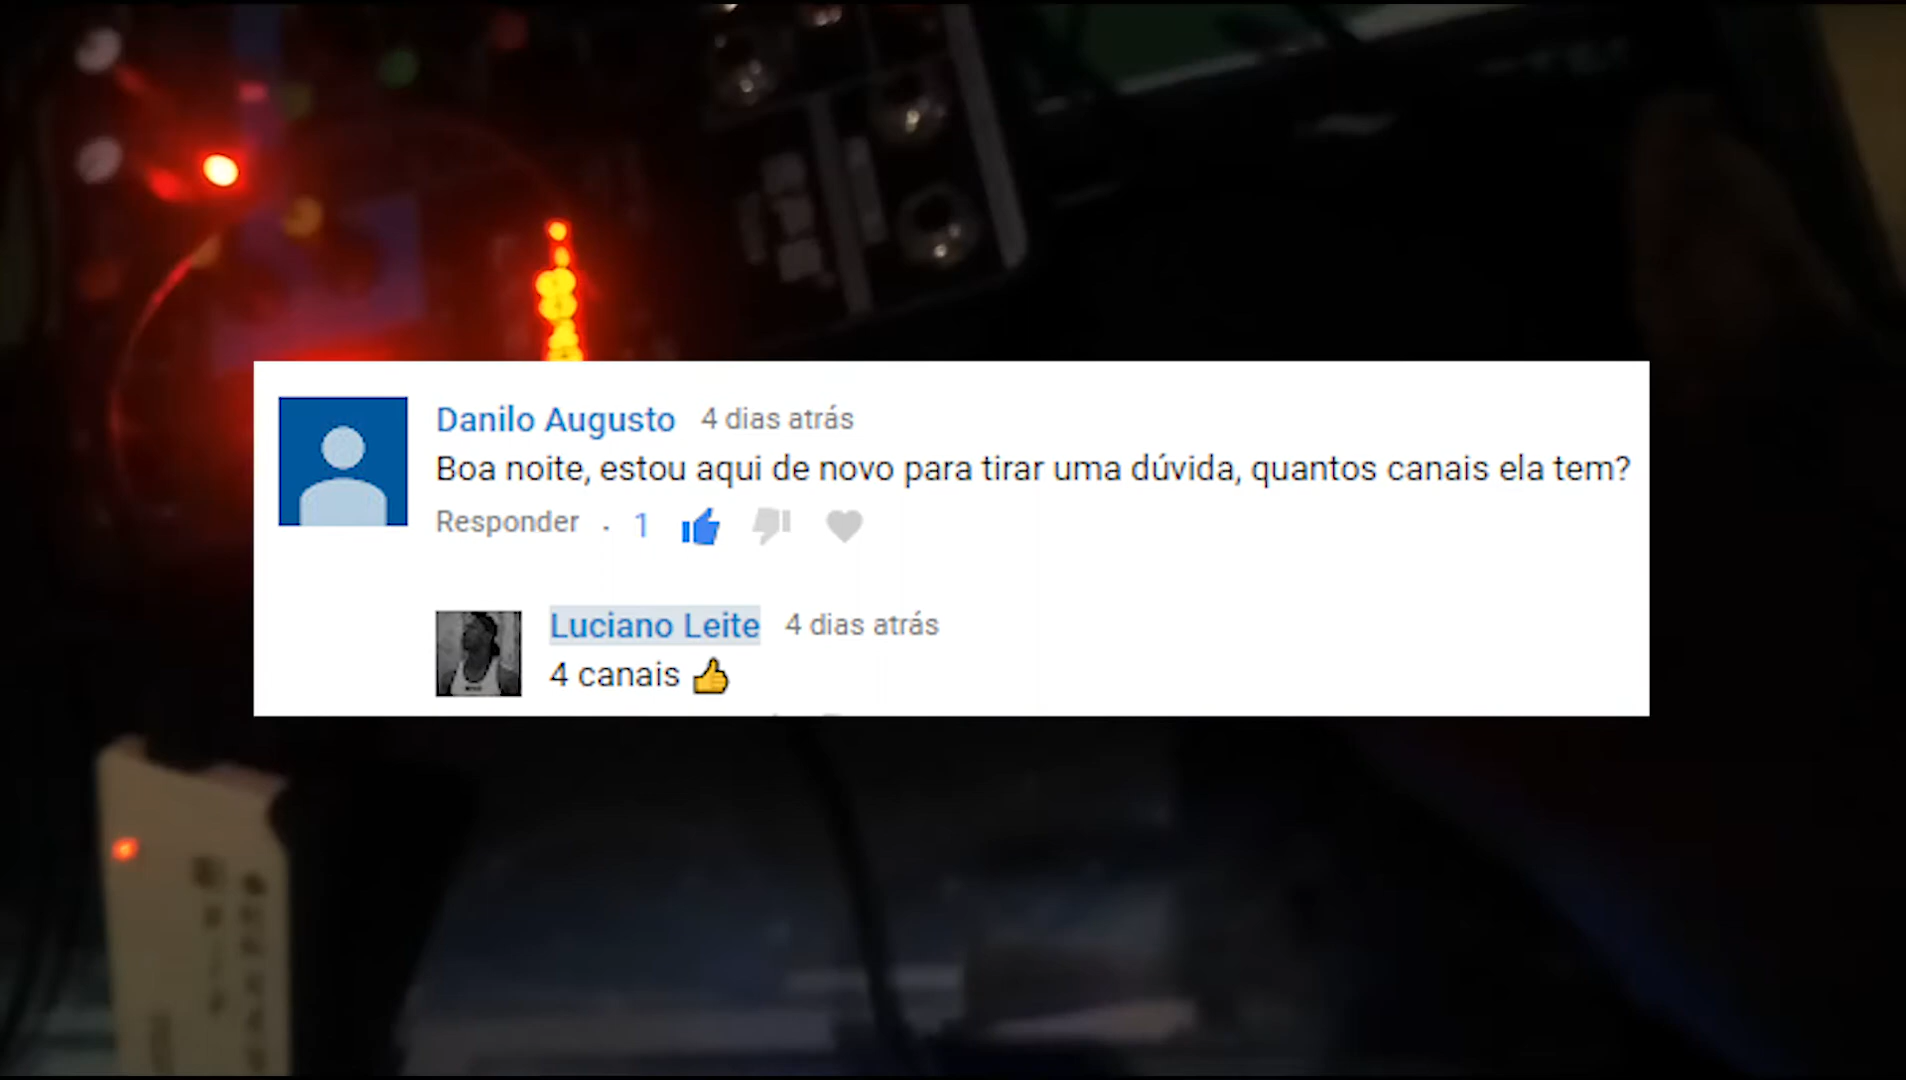 Danilo Augusto 4 dias atrás
Boa noite, estou aqui de novo para tirar uma dúvida, quantos canais ela tem?
Responder · 1
Luciano Leite 4 dias atrás
4 canais 👍